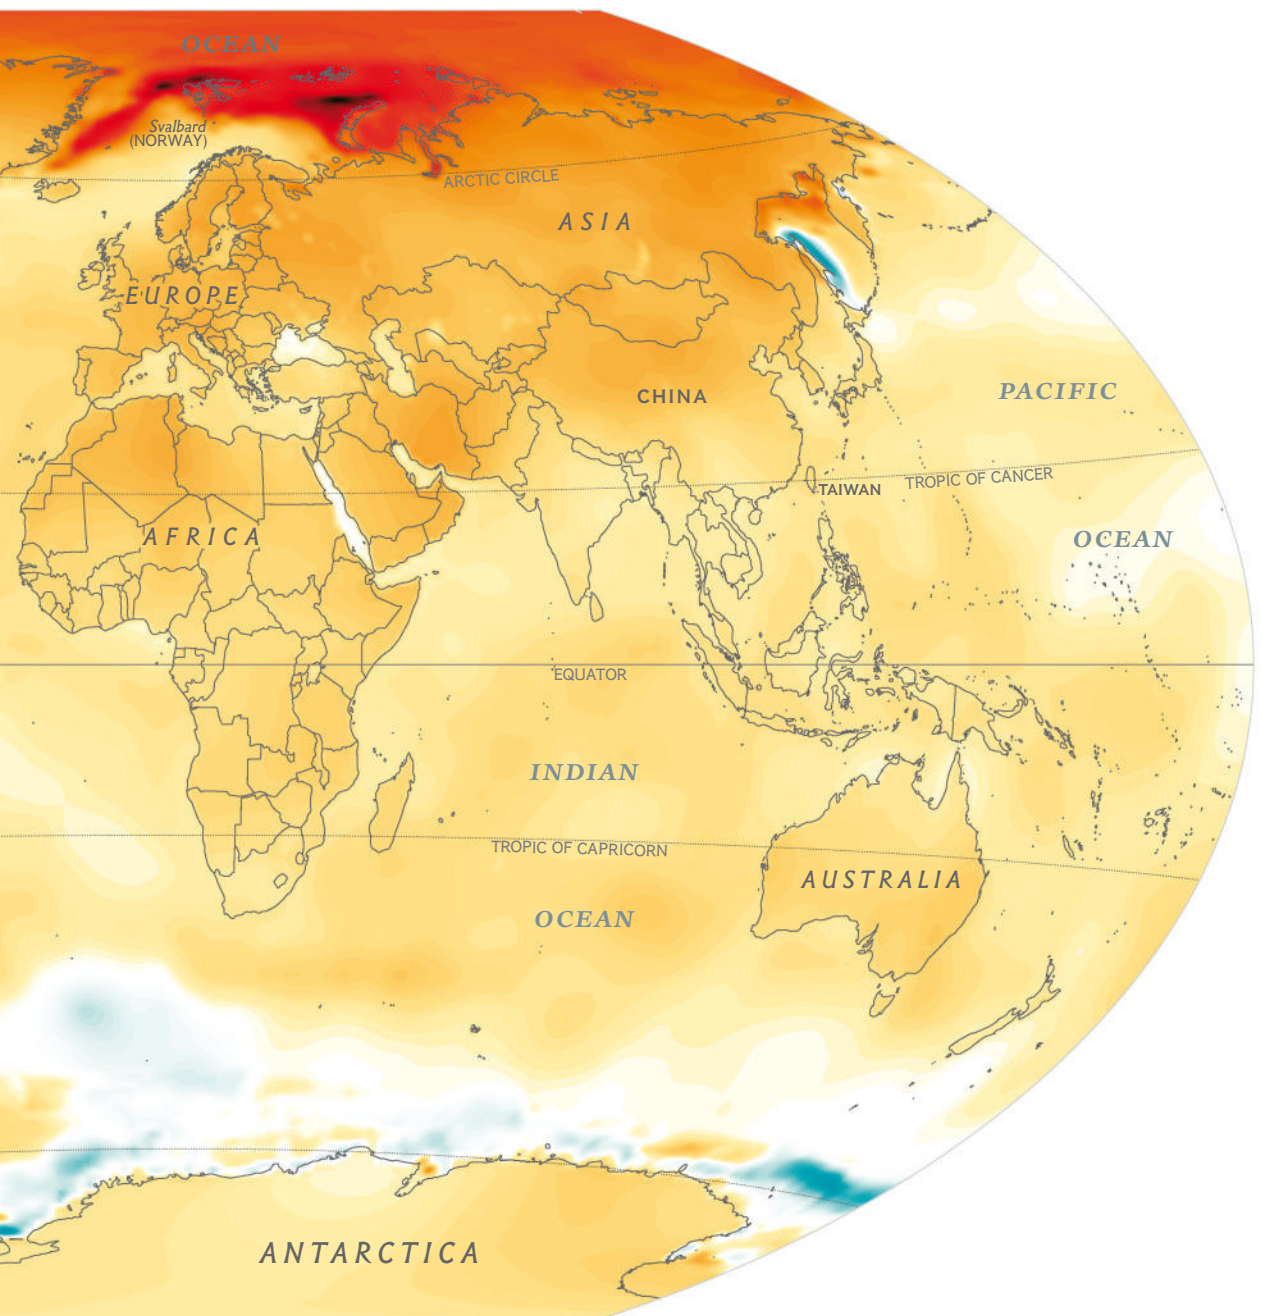 OCEAN
Svalbard
(NORWAY)
ARCTIC CIRCLE
ASIA
EUROPE
PACIFIC
CHINA
TROPIC OF CANCER
TAIWAN
AFRICA
OCEAN
EQUATOR
INDIAN
TROPIC OF CAPRICORN
AUSTRALIA
OCEAN
ANTARCTICA